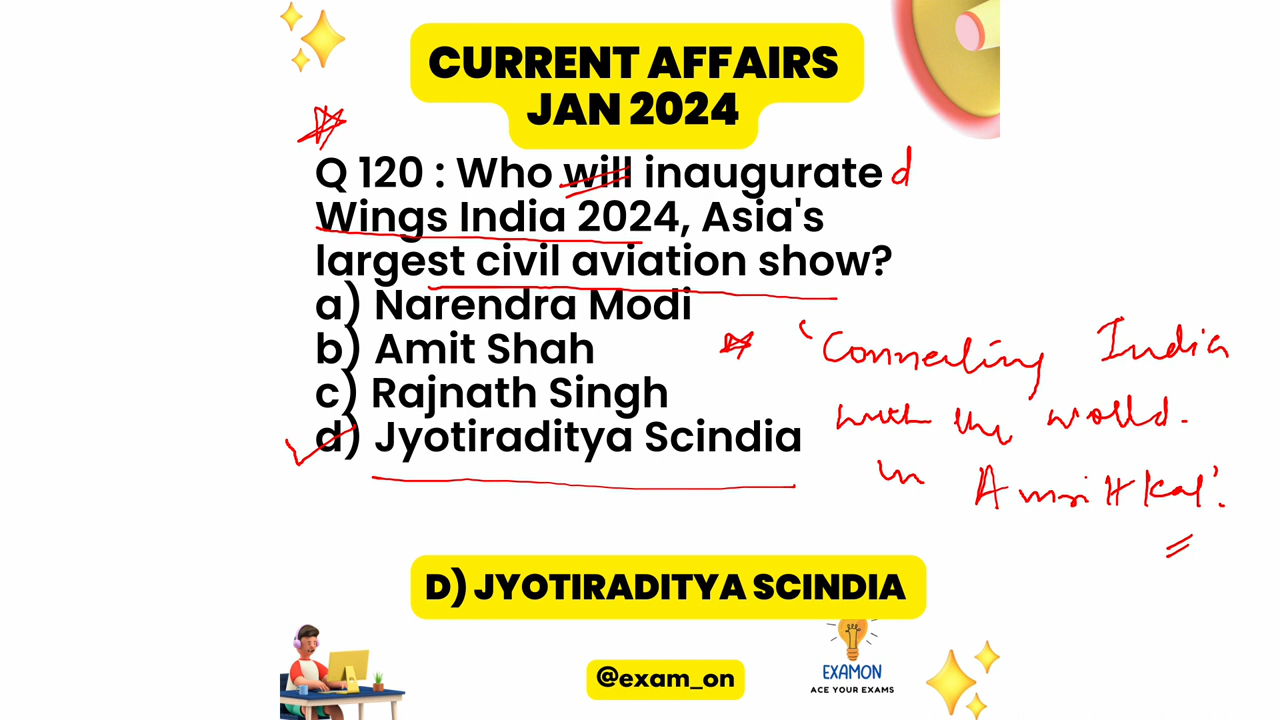 CURRENT AFFAIRS
JAN 2024
Q 120 : Who will inaugurate d
Wings India 2024, Asia's
largest civil aviation show?
a) Narendra Modi
b) Amit Shah
c) Rajnath Singh
d) Jyotiraditya Scindia
'Connecting India
with the world.
in Amrit Kal'.
D) JYOTIRADITYA SCINDIA
@exam_on
EXAMON
ACE YOUR EXAMS